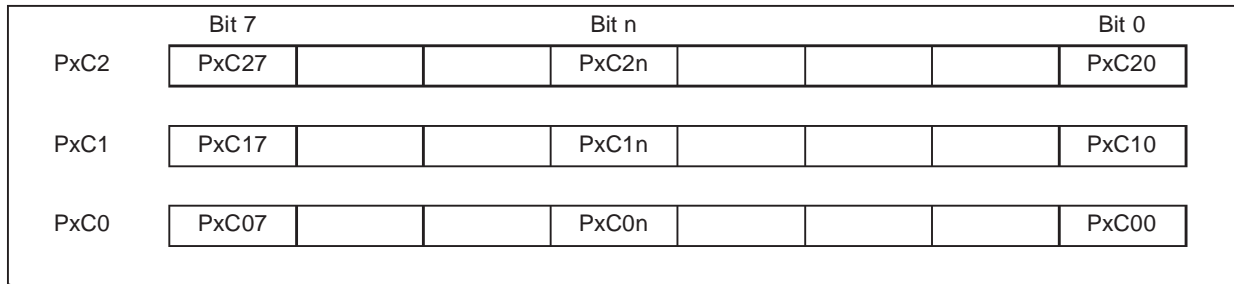 Bit 7 Bit n Bit 0
PxC2 PxC27 PxC2n PxC20
PxC1 PxC17 PxC1n PxC10
PxC0 PxC07 PxC0n PxC00